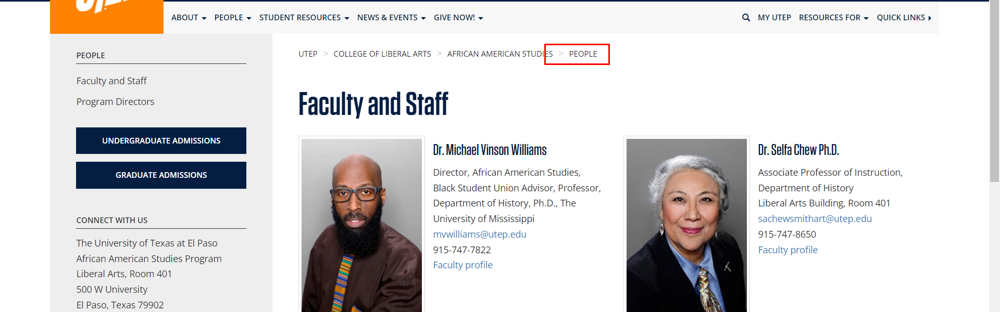 ABOUT PEOPLE STUDENT RESOURCES NEWS & EVENTS GIVE NOW! MY UTEP RESOURCES FOR QUICK LINKS
PEOPLE
Faculty and Staff
Program Directors
UNDERGRADUATE ADMISSIONS
GRADUATE ADMISSIONS
CONNECT WITH US
The University of Texas at El Paso
African American Studies Program
Liberal Arts, Room 401
500 W University
El Paso, Texas 79902
UTEP > COLLEGE OF LIBERAL ARTS > AFRICAN AMERICAN STUDIES > PEOPLE
Faculty and Staff
Dr. Michael Vinson Williams
Director, African American Studies,
Black Student Union Advisor, Professor,
Department of History, Ph.D., The
University of Mississippi
mvwilliams@utep.edu
915-747-7822
Faculty profile
Dr. Selfa Chew Ph.D.
Associate Professor of Instruction,
Department of History
Liberal Arts Building, Room 401
sachewsmithart@utep.edu
915-747-8650
Faculty profile